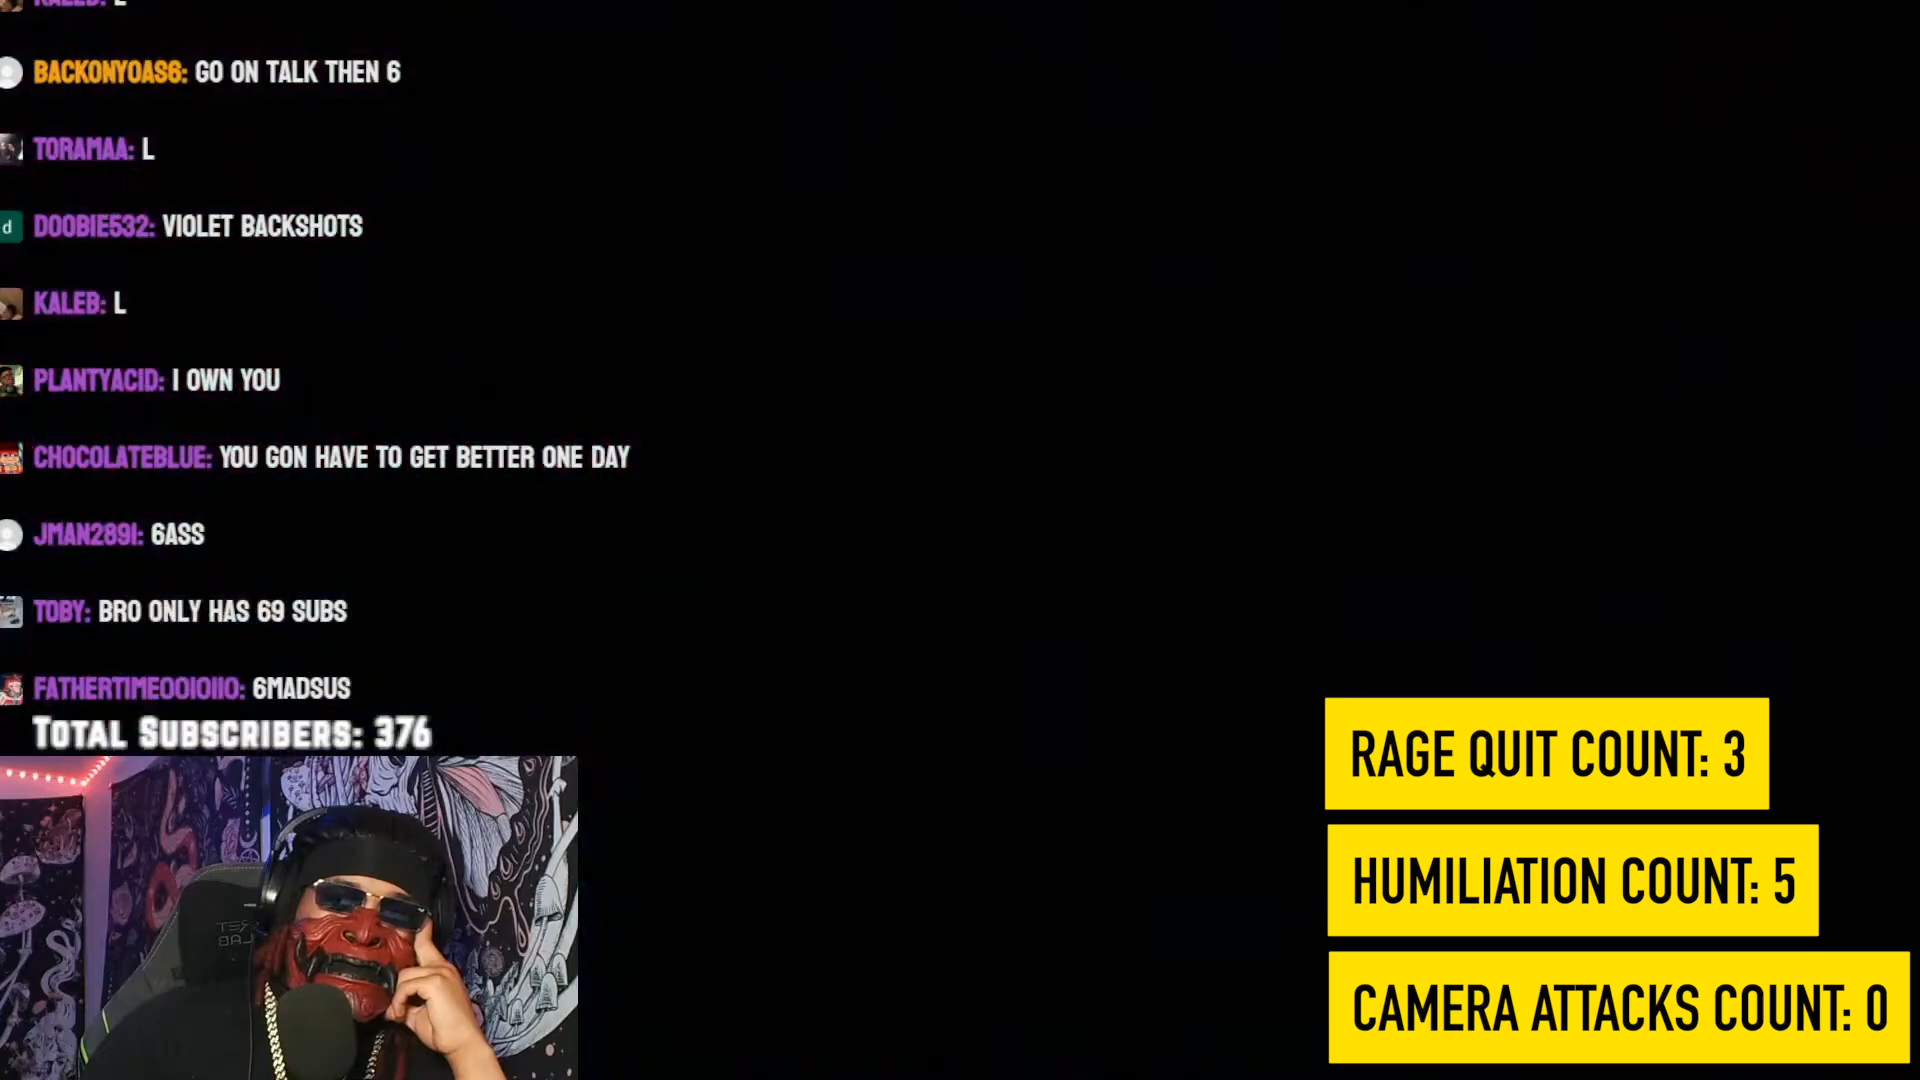 KALEB: L
BACKONYOAS6: GO ON TALK THEN 6
TORAMAA: L
d DOOBIE532: VIOLET BACKSHOTS
KALEB: L
PLANTYACID: I OWN YOU
CHOCOLATEBLUE: YOU GON HAVE TO GET BETTER ONE DAY
JMAN2891: 6ASS
TOBY: BRO ONLY HAS 69 SUBS
FATHERTIME0010110: 6MADSUS
TOTAL SUBSCRIBERS: 376
RAGE QUIT COUNT: 3
HUMILIATION COUNT: 5
CAMERA ATTACKS COUNT: 0